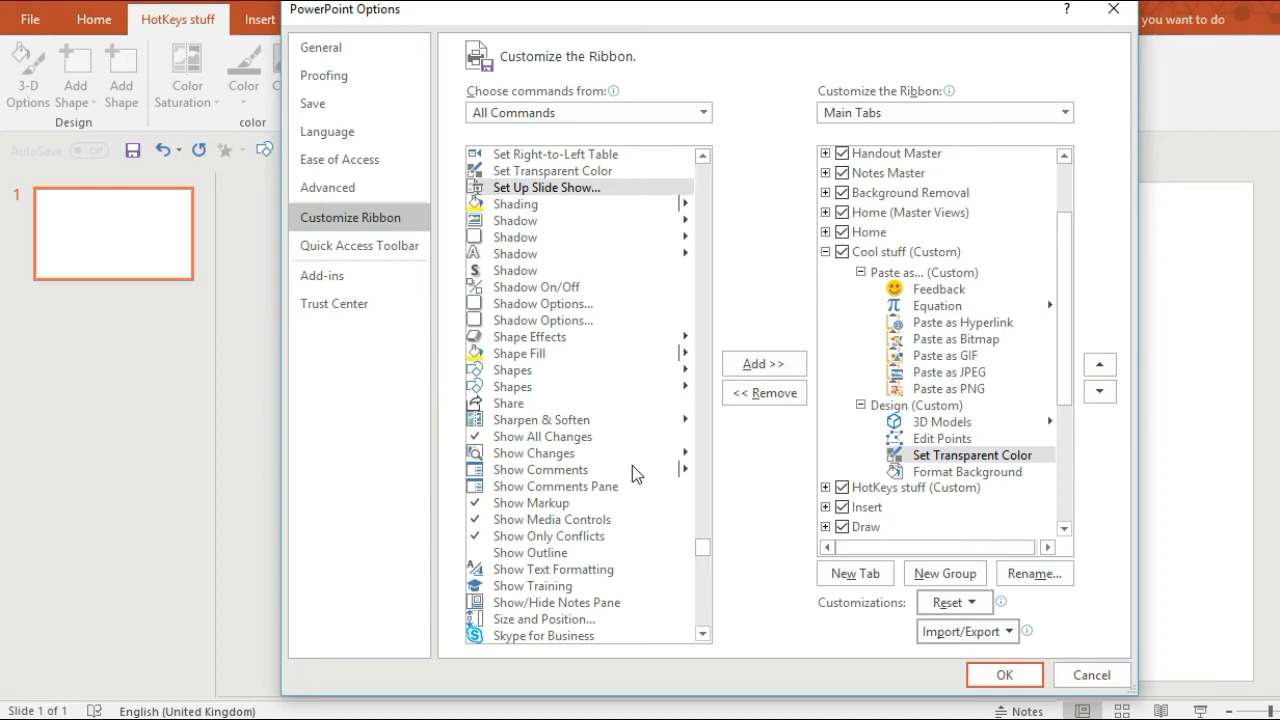 PowerPoint Options
?
File
Home
HotKeys stuff
Insert
you want to do
3-D Options
Add Shape
Add Shape
Color Saturation
Color
Design
color
AutoSave
Off
1
General
Proofing
Save
Language
Ease of Access
Advanced
Customize Ribbon
Quick Access Toolbar
Add-ins
Trust Center
Customize the Ribbon.
Choose commands from:
All Commands
Set Right-to-Left Table
Set Transparent Color
Set Up Slide Show...
Shading
Shadow
Shadow
Shadow
Shadow
Shadow On/Off
Shadow Options...
Shadow Options...
Shape Effects
Shape Fill
Shapes
Shapes
Share
Sharpen & Soften
Show All Changes
Show Changes
Show Comments
Show Comments Pane
Show Markup
Show Media Controls
Show Only Conflicts
Show Outline
Show Text Formatting
Show Training
Show/Hide Notes Pane
Size and Position...
Skype for Business
Add >>
<< Remove
Customize the Ribbon:
Main Tabs
Handout Master
Notes Master
Background Removal
Home (Master Views)
Home
Cool stuff (Custom)
Paste as... (Custom)
Feedback
Equation
Paste as Hyperlink
Paste as Bitmap
Paste as GIF
Paste as JPEG
Paste as PNG
Design (Custom)
3D Models
Edit Points
Set Transparent Color
Format Background
HotKeys stuff (Custom)
Insert
Draw
New Tab
New Group
Rename...
Customizations:
Reset
Import/Export
OK
Cancel
Slide 1 of 1
English (United Kingdom)
Notes